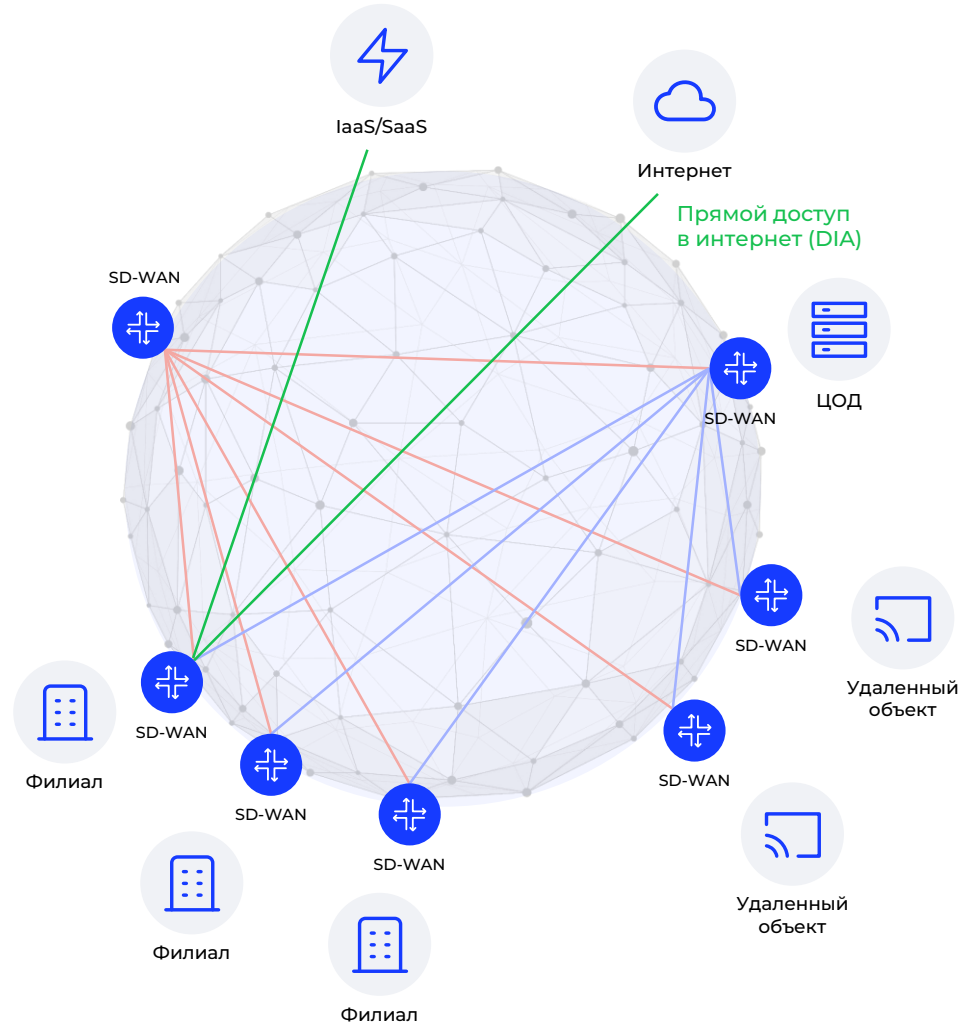 IaaS/SaaS
Интернет
Прямой доступ
в интернет (DIA)
SD-WAN
ЦОД
SD-WAN
SD-WAN
Удаленный
объект
SD-WAN
Филиал
SD-WAN
SD-WAN
SD-WAN
Удаленный
объект
Филиал
Филиал